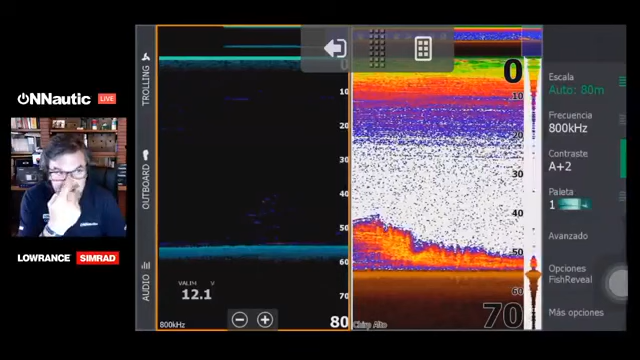 ONNautic LIVE
LOWRANCE SIMRAD
TROLLING
OUTBOARD
AUDIO
10
20
30
40
50
60
70
80
12.1
800kHz
0
10
20
30
40
50
60
70
Chirp Alto
Escala
Auto: 80m
Frecuencia
800kHz
Contraste
A+2
Paleta
1
Avanzado
Opciones
FishReveal
Más opciones